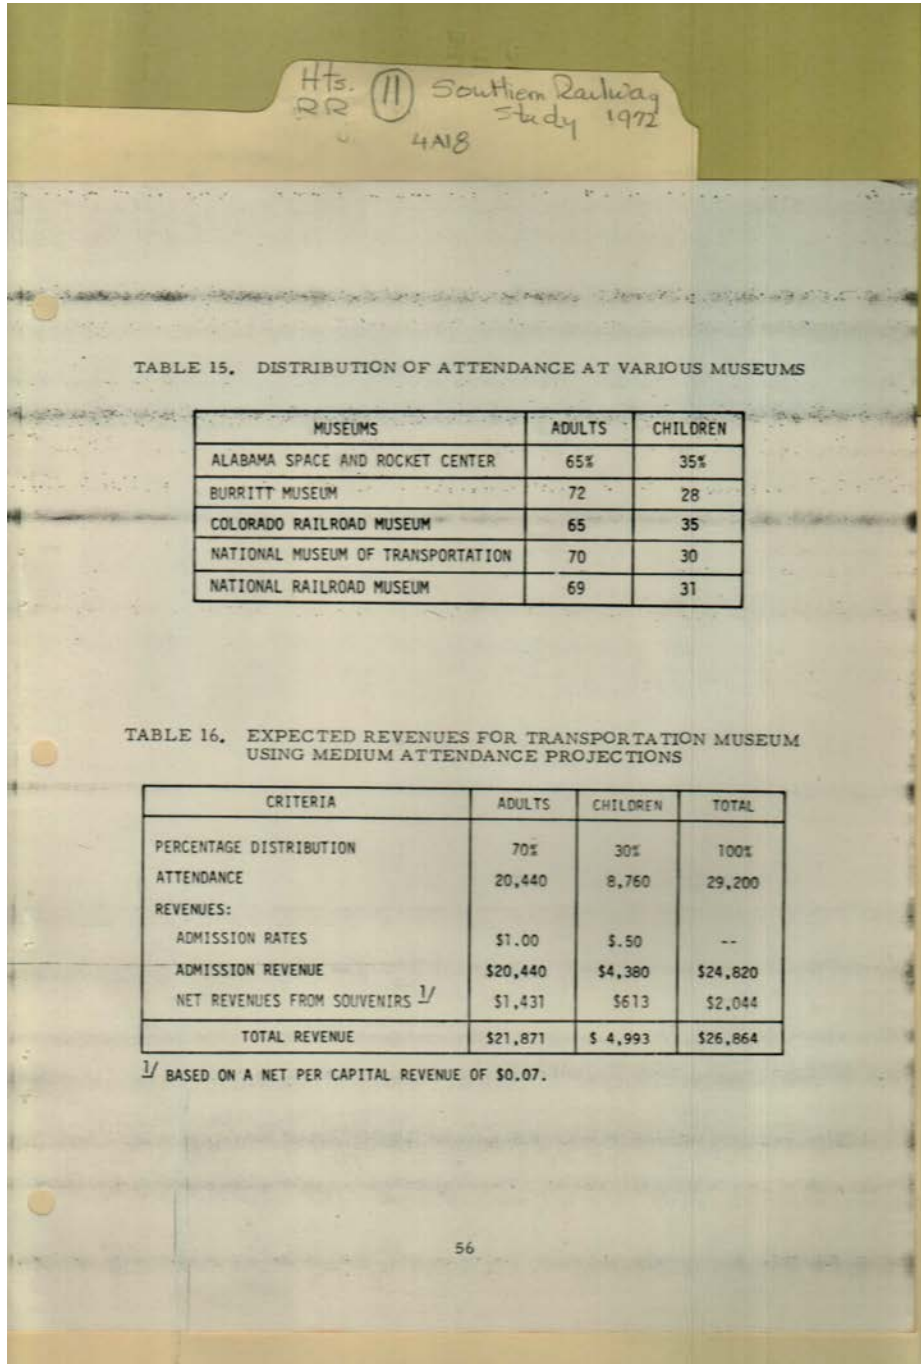 Hts. 11 Southern Railway
RR Study 1972
4A18
TABLE 15. DISTRIBUTION OF ATTENDANCE AT VARIOUS MUSEUMS
MUSEUMS ADULTS CHILDREN
ALABAMA SPACE AND ROCKET CENTER 65% 35%
BURRITT MUSEUM 72 28
COLORADO RAILROAD MUSEUM 65 35
NATIONAL MUSEUM OF TRANSPORTATION 70 30
NATIONAL RAILROAD MUSEUM 69 31
TABLE 16. EXPECTED REVENUES FOR TRANSPORTATION MUSEUM
USING MEDIUM ATTENDANCE PROJECTIONS
CRITERIA ADULTS CHILDREN TOTAL
PERCENTAGE DISTRIBUTION 70% 30% 100%
ATTENDANCE 20,440 8,760 29,200
REVENUES:
ADMISSION RATES $1.00 $.50 --
ADMISSION REVENUE $20,440 $4,380 $24,820
NET REVENUES FROM SOUVENIRS 1/ $1,431 $613 $2,044
TOTAL REVENUE $21,871 $ 4,993 $26,864
1/ BASED ON A NET PER CAPITAL REVENUE OF $0.07.
56